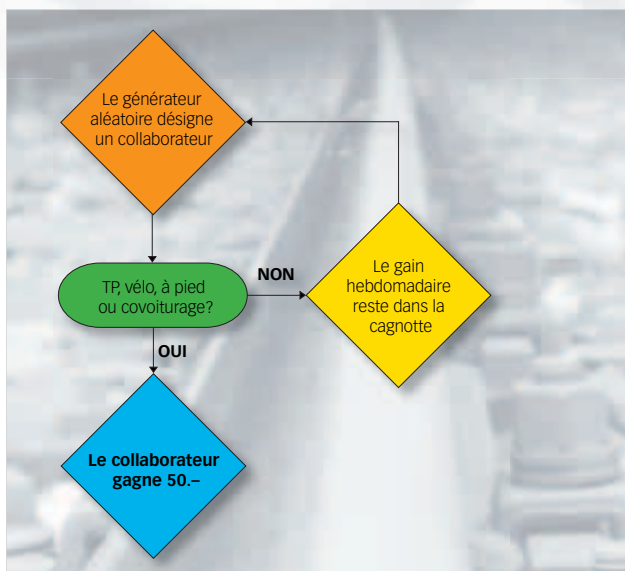 Le générateur
aléatoire désigne
un collaborateur
TP, vélo, à pied
ou covoiturage?
NON
Le gain
hebdomadaire
reste dans la
cagnotte
OUI
Le collaborateur
gagne 50.–